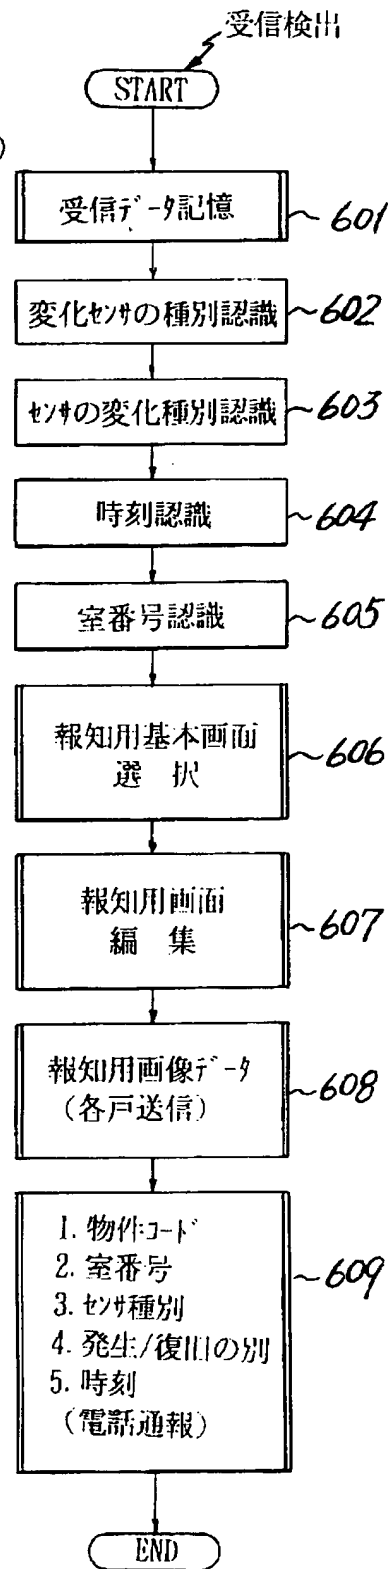 受信検出
START
受信ﾃﾞｰﾀ記憶
601
変化ｾﾝｻの種別認識
602
ｾﾝｻの変化種別認識
603
時刻認識
604
室番号認識
605
報知用基本画面
選 択
606
報知用画面
編 集
607
報知用画像ﾃﾞｰﾀ
(各戸送信)
608
1. 物件ｺｰﾄﾞ
2. 室番号
3. ｾﾝｻ種別
4. 発生/復旧の別
5. 時刻
(電話通報)
609
END